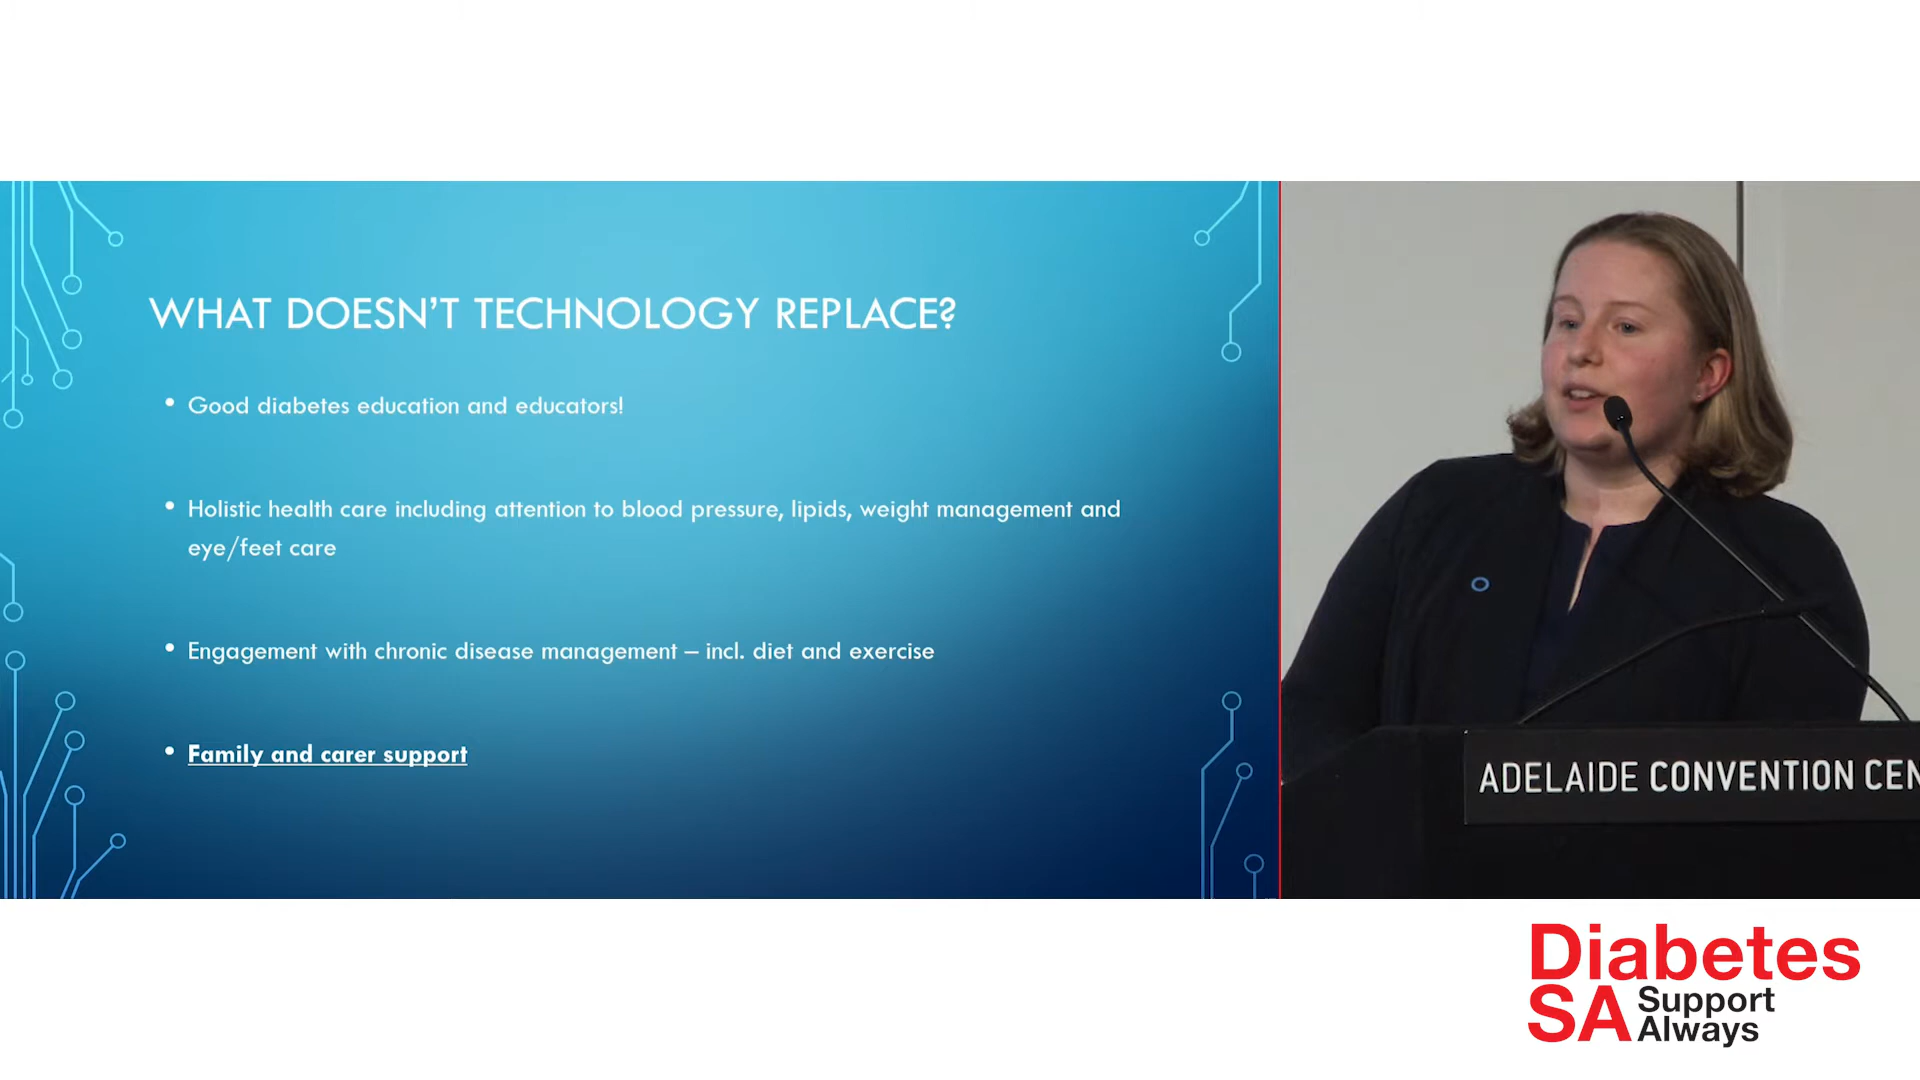 WHAT DOESN'T TECHNOLOGY REPLACE?
• Good diabetes education and educators!
• Holistic health care including attention to blood pressure, lipids, weight management and
eye/feet care
• Engagement with chronic disease management – incl. diet and exercise
• Family and carer support
ADELAIDE CONVENTION CEN
Diabetes
SA Support
Always